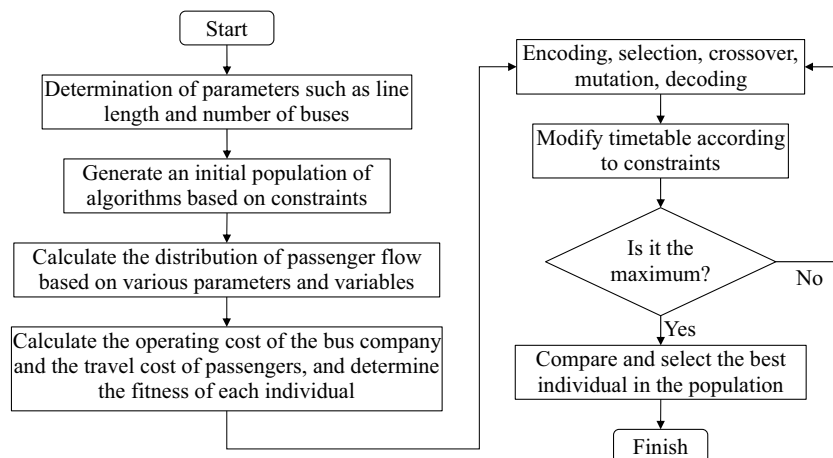 Start
Determination of parameters such as line
length and number of buses
Generate an initial population of
algorithms based on constraints
Calculate the distribution of passenger flow
based on various parameters and variables
Calculate the operating cost of the bus company
and the travel cost of passengers, and determine
the fitness of each individual
Encoding, selection, crossover,
mutation, decoding
Modify timetable according
to constraints
Is it the
maximum?
No
Yes
Compare and select the best
individual in the population
Finish